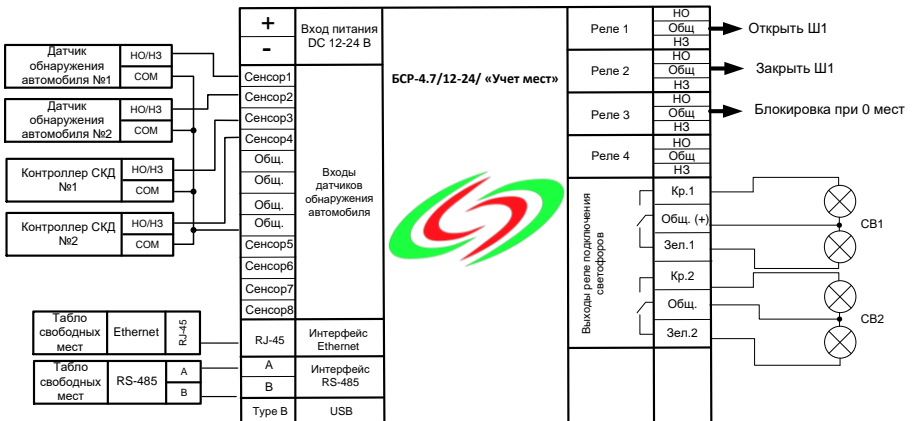 Датчик
обнаружения
автомобиля №1
НО/НЗ
COM
Датчик
обнаружения
автомобиля №2
НО/НЗ
COM
Контроллер СКД
№1
НО/НЗ
COM
Контроллер СКД
№2
НО/НЗ
COM
Табло
свободных
мест
Ethernet
RJ-45
Табло
свободных
мест
RS-485
A
B
+
-
Вход питания
DC 12-24 В
Сенсор1
Сенсор2
Сенсор3
Сенсор4
Общ.
Общ.
Общ.
Общ.
Сенсор5
Сенсор6
Сенсор7
Сенсор8
Входы
датчиков
обнаружения
автомобиля
RJ-45
Интерфейс
Ethernet
A
B
Интерфейс
RS-485
Type B
USB
БСР-4.7/12-24/ «Учет мест»
Реле 1
НО
Общ
НЗ
Открыть Ш1
Реле 2
НО
Общ
НЗ
Закрыть Ш1
Реле 3
НО
Общ
НЗ
Блокировка при 0 мест
Реле 4
НО
Общ
НЗ
Выходы реле подключения
светофоров
Кр.1
Общ. (+)
Зел.1
Кр.2
Общ.
Зел.2
СВ1
СВ2